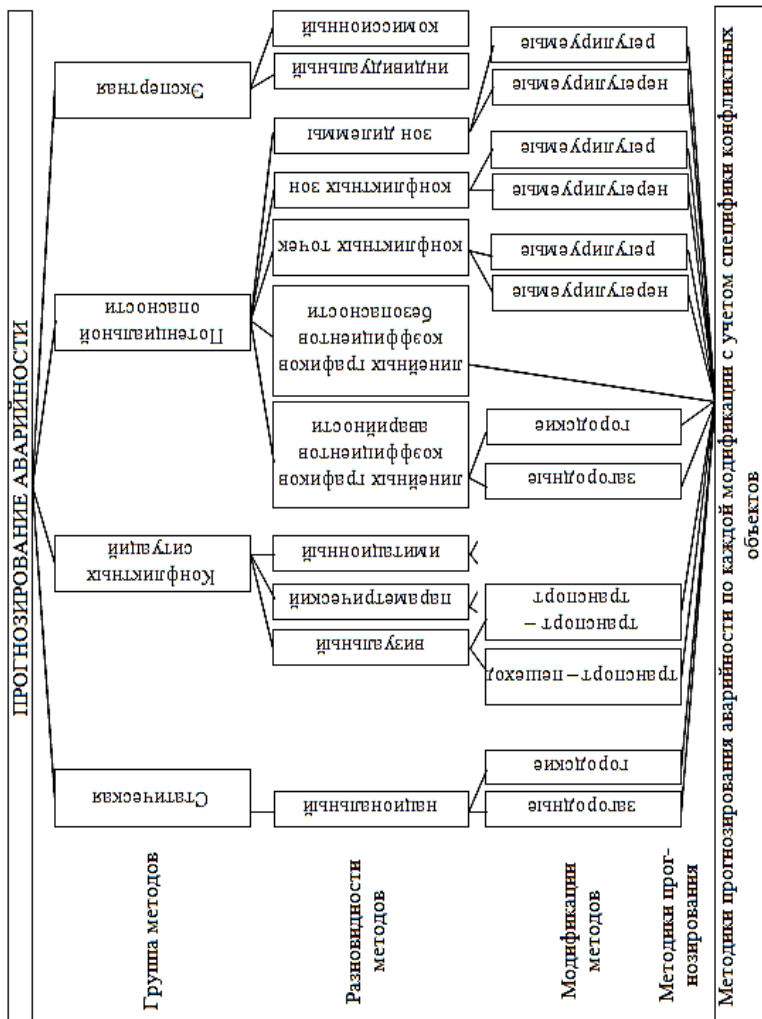 ПРОГНОЗИРОВАНИЕ АВАРИЙНОСТИ
Группа методов
Статическая
Конфликтных
ситуаций
Потенциальной
опасности
Экспертная
Разновидности
методов
национальный
визуальный
параметрический
имитационный
линейных графиков
коэффициентов
аварийности
линейных графиков
коэффициентов
безопасности
конфликтных точек
конфликтных зон
зон дилеммы
индивидуальный
комиссионный
Модификации
методов
загородные
городские
транспорт–пешеход
транспорт –
транспорт
загородные
городские
нерегулируемые
регулируемые
нерегулируемые
регулируемые
нерегулируемые
регулируемые
Методики прог-
нозирования
Методики прогнозирования аварийности по каждой модификации с учетом специфики конфликтных
объектов